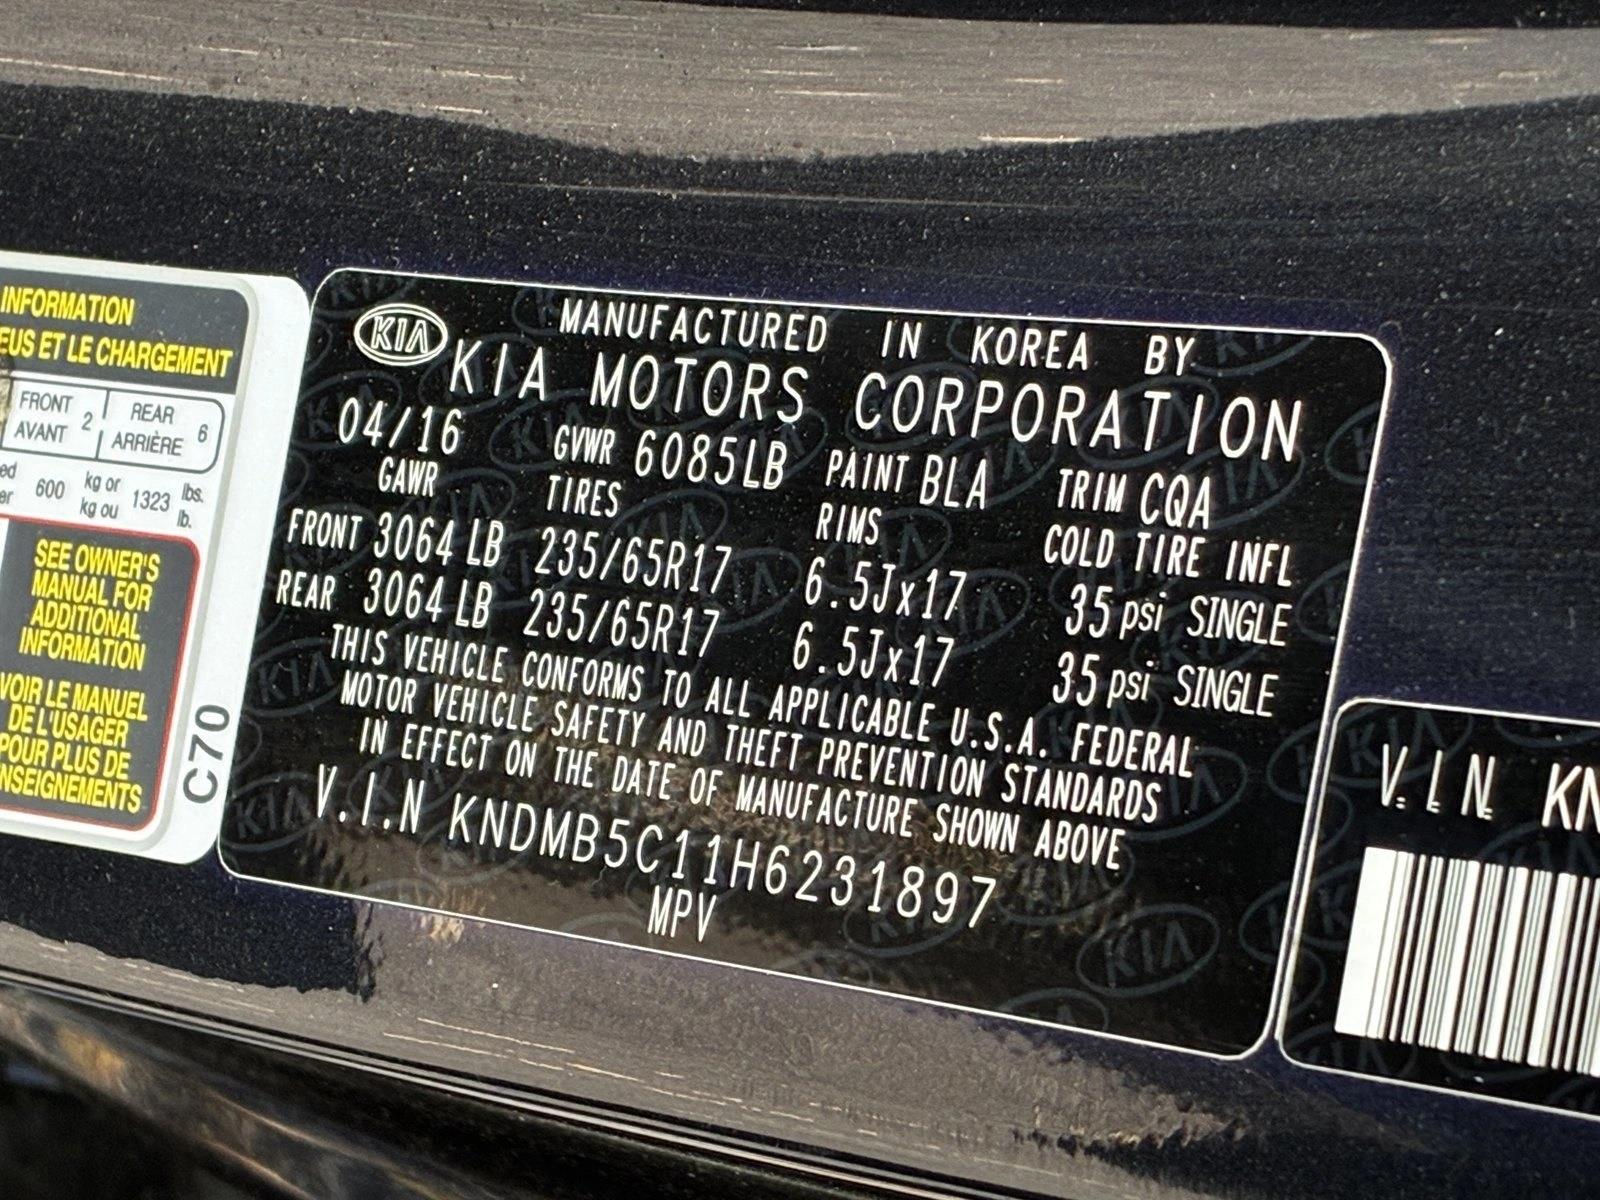 INFORMATION
EUS ET LE CHARGEMENT
FRONT 2 REAR 6
AVANT ARRIÈRE
600 kg or 1323 lbs.
kg ou lb.
SEE OWNER'S
MANUAL FOR
ADDITIONAL
INFORMATION
VOIR LE MANUEL
DE L'USAGER
POUR PLUS DE
NSEIGNEMENTS
C70
KIA
MANUFACTURED IN KOREA BY
KIA MOTORS CORPORATION
04/16 GVWR 6085LB PAINT BLA TRIM CQA
GAWR TIRES RIMS COLD TIRE INFL
FRONT 3064 LB 235/65R17 6.5Jx17 35 psi SINGLE
REAR 3064 LB 235/65R17 6.5Jx17 35 psi SINGLE
THIS VEHICLE CONFORMS TO ALL APPLICABLE U.S.A. FEDERAL
MOTOR VEHICLE SAFETY AND THEFT PREVENTION STANDARDS
IN EFFECT ON THE DATE OF MANUFACTURE SHOWN ABOVE
V.I.N KNDMB5C11H6231897
MPV
V.I.N. KN